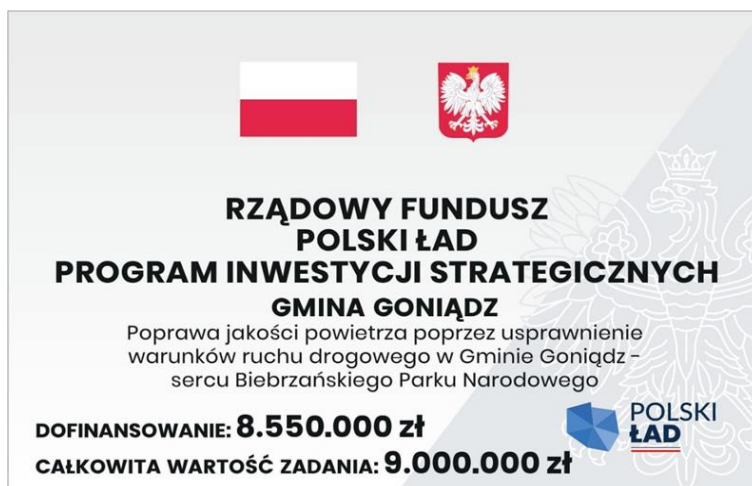 RZĄDOWY FUNDUSZ
POLSKI ŁAD
PROGRAM INWESTYCJI STRATEGICZNYCH
GMINA GONIĄDZ
Poprawa jakości powietrza poprzez usprawnienie
warunków ruchu drogowego w Gminie Goniądz -
sercu Biebrzańskiego Parku Narodowego
DOFINANSOWANIE: 8.550.000 zł
CAŁKOWITA WARTOŚĆ ZADANIA: 9.000.000 zł
POLSKI
ŁAD